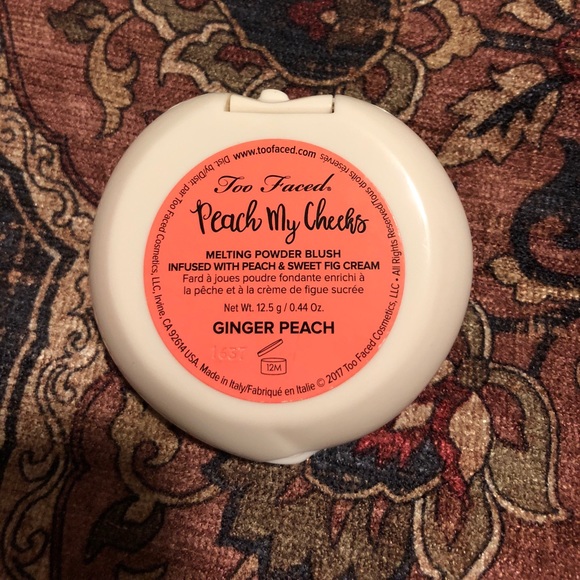 Too Faced®
Peach My Cheeks
MELTING POWDER BLUSH
INFUSED WITH PEACH & SWEET FIG CREAM
Fard à joues poudre fondante enrichi à
la pêche et à la crème de figue sucrée
Net Wt. 12.5 g / 0.44 Oz.
GINGER PEACH
1637
12M
www.toofaced.com Dist. by/Distr. par Too Faced Cosmetics, LLC, Irvine, CA 92614 USA. Made in Italy/Fabriqué en Italie © 2017 Too Faced Cosmetics, LLC • All Rights Reserved/Tous droits réservés